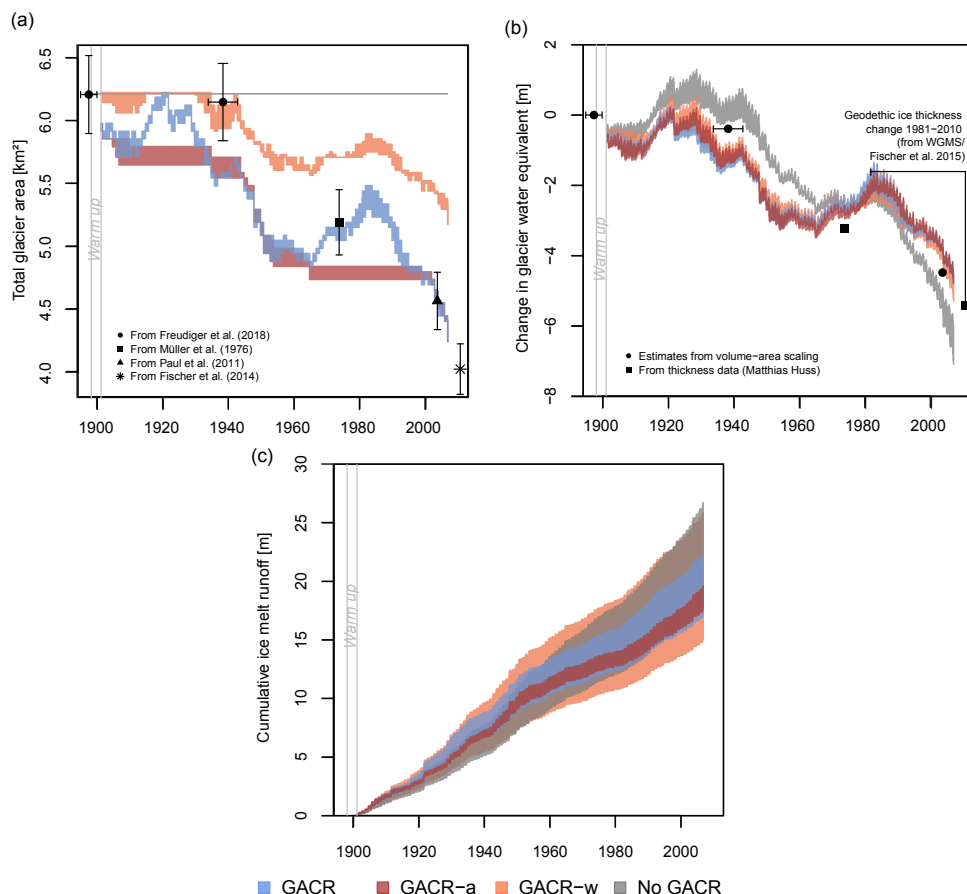 (a)
Total glacier area [km²]
6.5
6.0
5.5
5.0
4.5
4.0
Warm up
From Freudiger et al. (2018)
From Müller et al. (1976)
From Paul et al. (2011)
From Fischer et al. (2014)
1900 1920 1940 1960 1980 2000
(b)
Change in glacier water equivalent [m]
2
0
−2
−4
−6
−8
Warm up
Geodethic ice thickness
change 1981−2010
(from WGMS/
Fischer et al. 2015)
Estimates from volume−area scaling
From thickness data (Matthias Huss)
1900 1920 1940 1960 1980 2000
(c)
Cumulative ice melt runoff [m]
30
25
20
15
10
5
0
Warm up
1900 1920 1940 1960 1980 2000
GACR GACR−a GACR−w No GACR